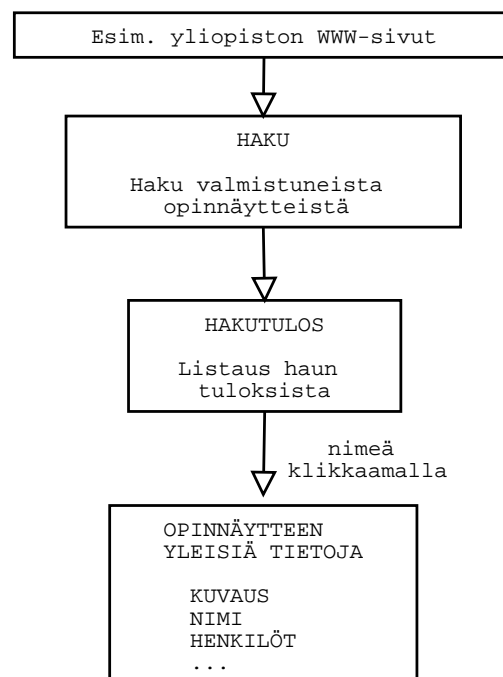 Esim. yliopiston WWW-sivut
HAKU
Haku valmistuneista
opinnäytteistä
HAKUTULOS
Listaus haun
tuloksista
nimeä
klikkaamalla
OPINNÄYTTEEN
YLEISIÄ TIETOJA
KUVAUS
NIMI
HENKILÖT
...